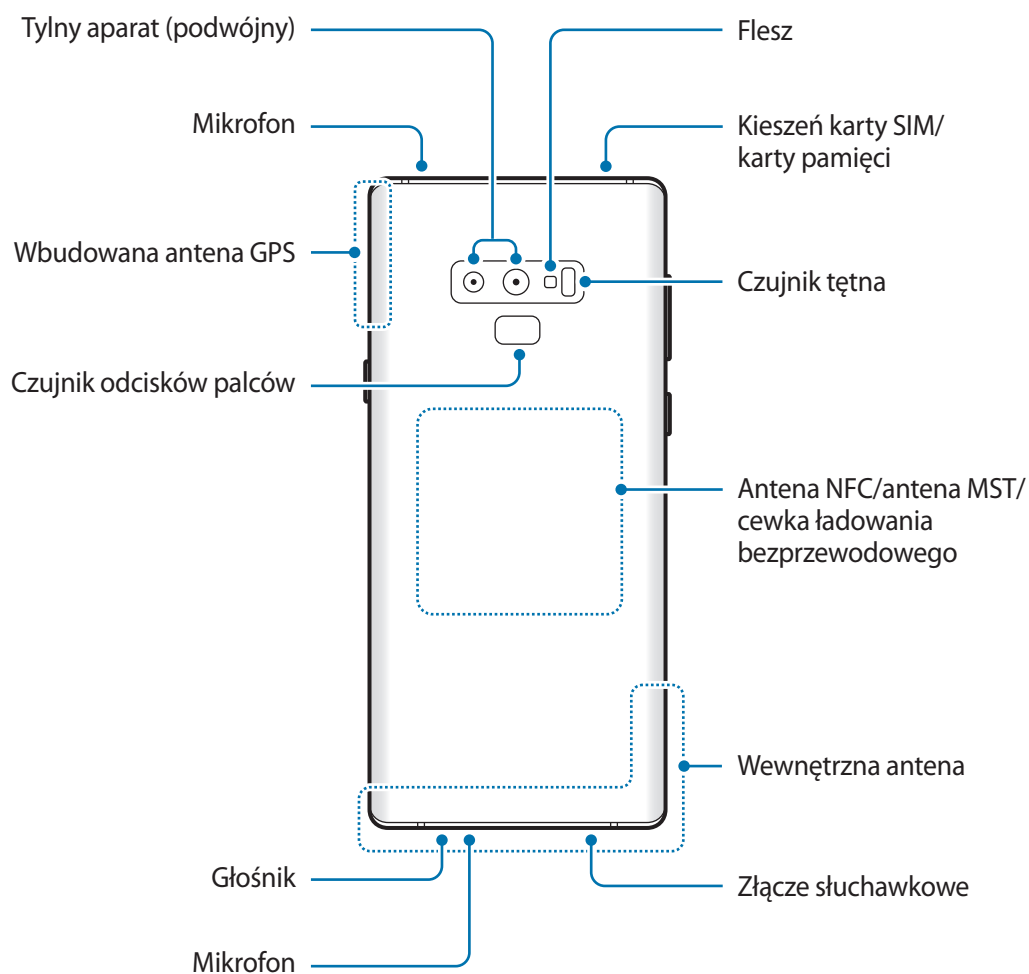 Tylny aparat (podwójny)
Flesz
Mikrofon
Kieszeń karty SIM/
karty pamięci
Wbudowana antena GPS
Czujnik tętna
Czujnik odcisków palców
Antena NFC/antena MST/
cewka ładowania
bezprzewodowego
Wewnętrzna antena
Głośnik
Złącze słuchawkowe
Mikrofon